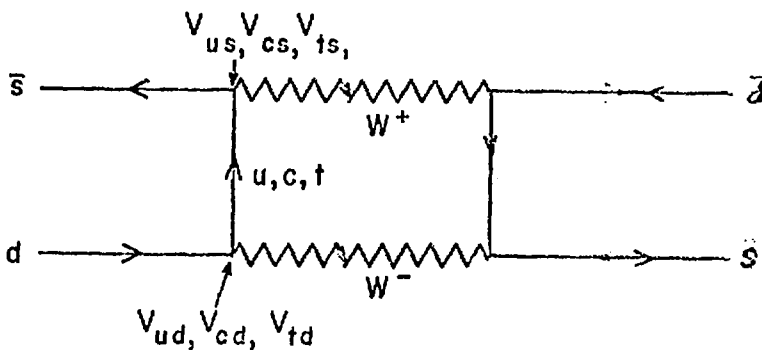 V_us, V_cs, V_ts,
s̄
W⁺
u, c, t
d
W⁻
s
V_ud, V_cd, V_td